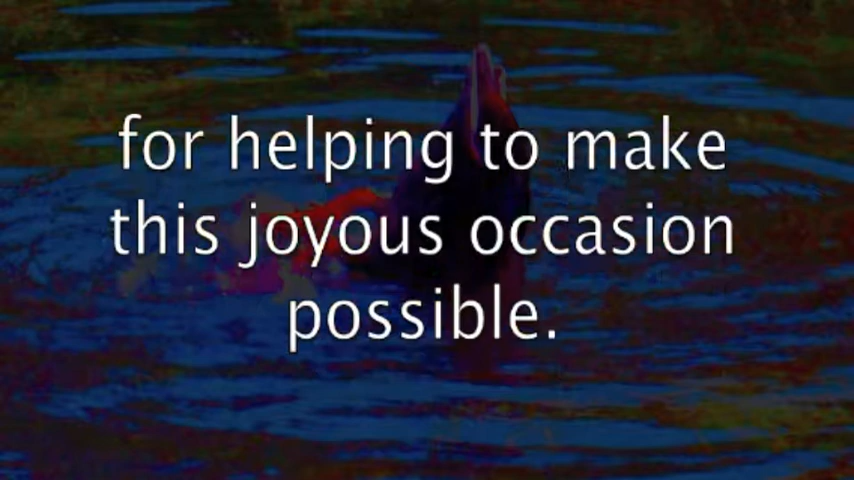 for helping to make
this joyous occasion
possible.